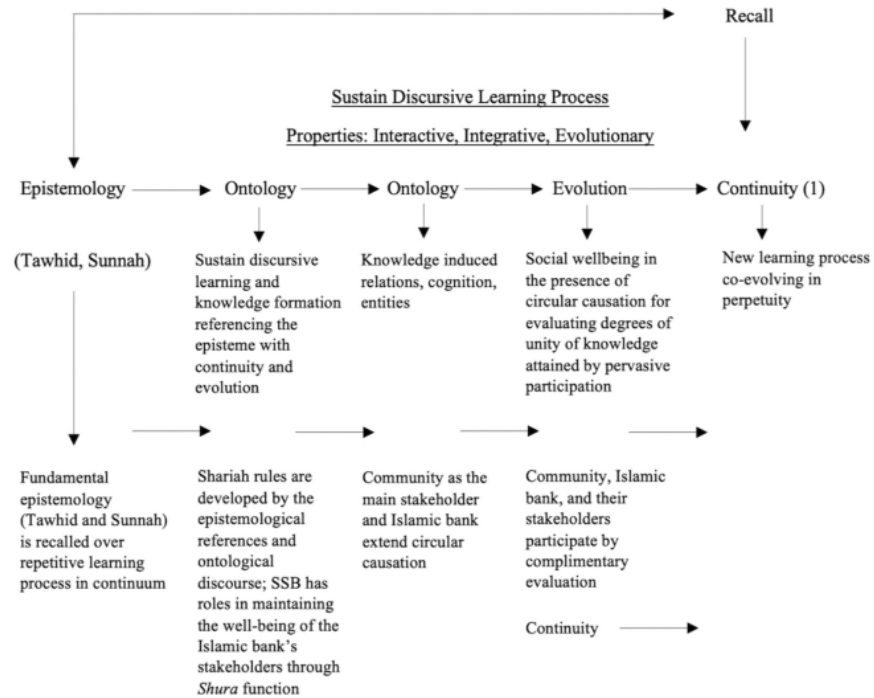 Recall
Sustain Discursive Learning Process
Properties: Interactive, Integrative, Evolutionary
Epistemology
Ontology
Ontology
Evolution
Continuity (1)
(Tawhid, Sunnah)
Sustain discursive
learning and
knowledge formation
referencing the
episteme with
continuity and
evolution
Knowledge induced
relations, cognition,
entities
Social wellbeing in
the presence of
circular causation for
evaluating degrees of
unity of knowledge
attained by pervasive
participation
New learning process
co-evolving in
perpetuity
Fundamental
epistemology
(Tawhid and Sunnah)
is recalled over
repetitive learning
process in continuum
Shariah rules are
developed by the
epistemological
references and
ontological
discourse; SSB has
roles in maintaining
the well-being of the
Islamic bank's
stakeholders through
Shura function
Community as the
main stakeholder
and Islamic bank
extend circular
causation
Community, Islamic
bank, and their
stakeholders
participate by
complimentary
evaluation
Continuity